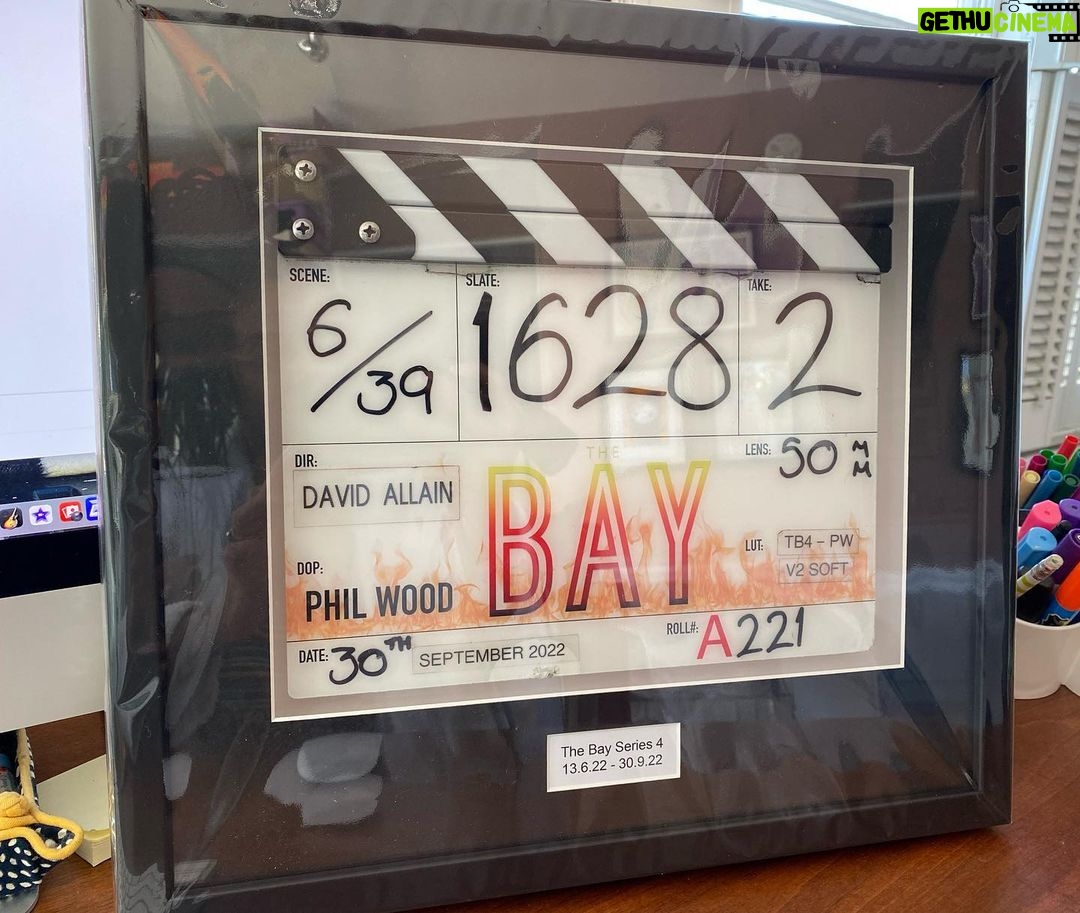 GETHUCINEMA
SCENE: SLATE: TAKE:
6/39 1628 2
DIR:
DAVID ALLAIN
THE
BAY
LENS: 50 MM
DOP:
PHIL WOOD
LUT: TB4 - PW
V2 SOFT
DATE: 30TH SEPTEMBER 2022
ROLL#: A221
The Bay Series 4
13.6.22 - 30.9.22